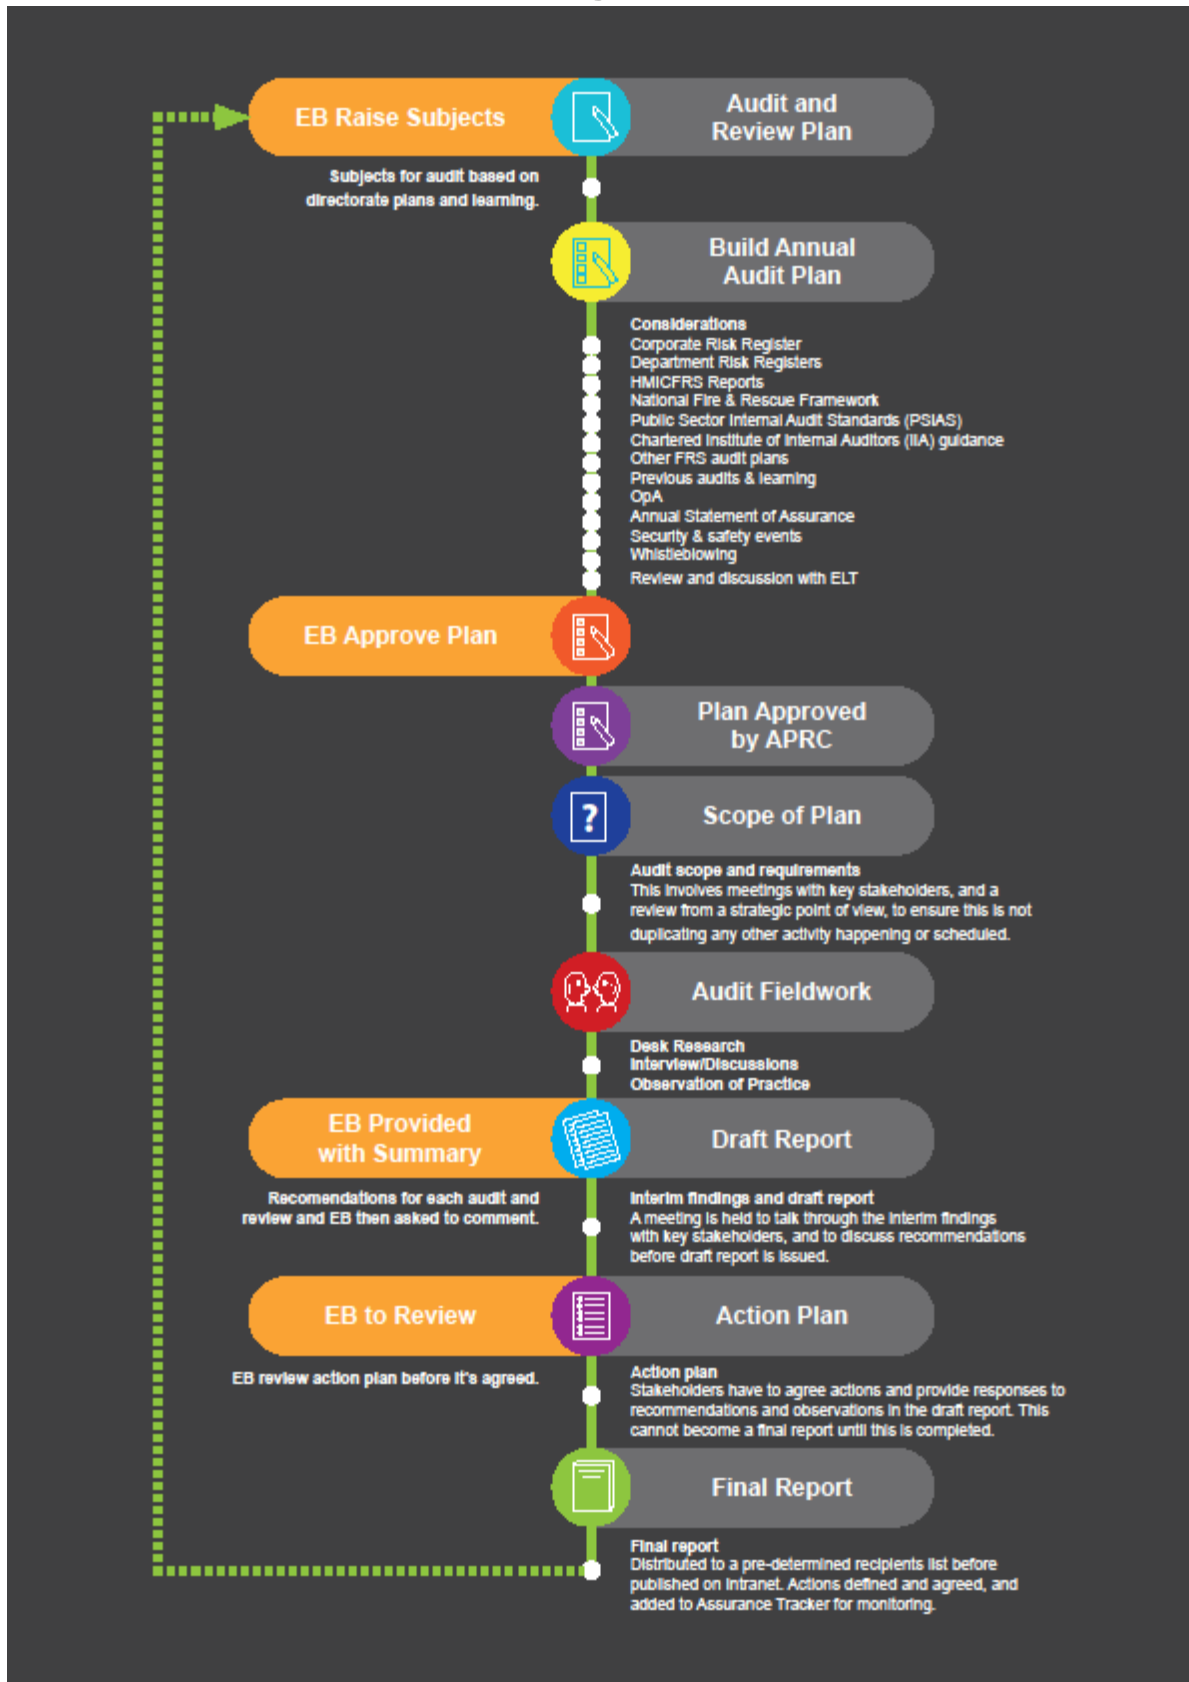 EB Raise Subjects
Audit and
Review Plan
Subjects for audit based on
directorate plans and learning.
Build Annual
Audit Plan
Considerations
Corporate Risk Register
Department Risk Registers
HMICFRS Reports
National Fire & Rescue Framework
Public Sector Internal Audit Standards (PSIAS)
Chartered Institute of Internal Auditors (IIA) guidance
Other FRS audit plans
Previous audits & learning
OpA
Annual Statement of Assurance
Security & safety events
Whistleblowing
Review and discussion with ELT
EB Approve Plan
Plan Approved
by APRC
?
Scope of Plan
Audit scope and requirements
This involves meetings with key stakeholders, and a
review from a strategic point of view, to ensure this is not
duplicating any other activity happening or scheduled.
Audit Fieldwork
Desk Research
Interview/Discussions
Observation of Practice
EB Provided
with Summary
Draft Report
Recomendations for each audit and
review and EB then asked to comment.
Interim findings and draft report
A meeting is held to talk through the interim findings
with key stakeholders, and to discuss recommendations
before draft report is issued.
EB to Review
Action Plan
EB review action plan before it's agreed.
Action plan
Stakeholders have to agree actions and provide responses to
recommendations and observations in the draft report. This
cannot become a final report until this is completed.
Final Report
Final report
Distributed to a pre-determined recipients list before
published on intranet. Actions defined and agreed, and
added to Assurance Tracker for monitoring.